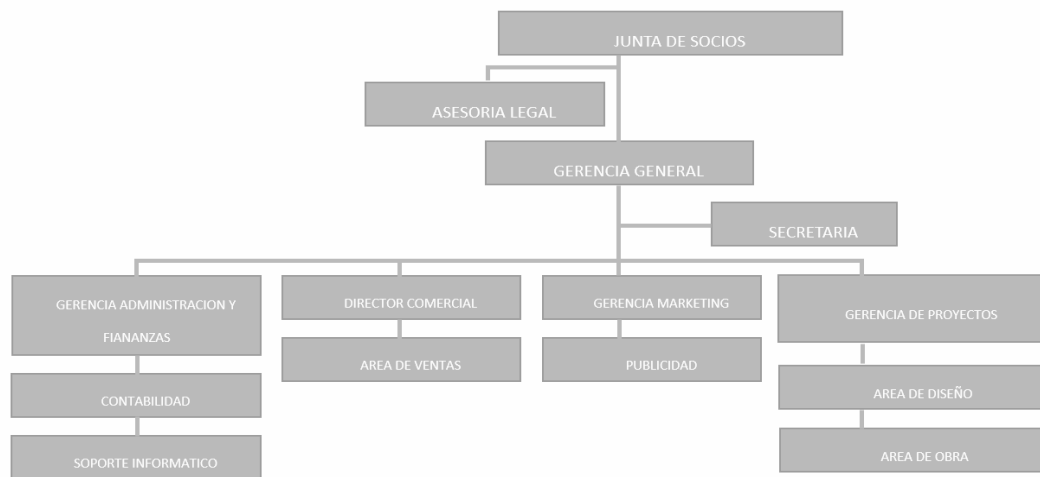 JUNTA DE SOCIOS
ASESORIA LEGAL
GERENCIA GENERAL
SECRETARIA
GERENCIA ADMINISTRACION Y
FIANANZAS
DIRECTOR COMERCIAL
GERENCIA MARKETING
GERENCIA DE PROYECTOS
AREA DE VENTAS
PUBLICIDAD
CONTABILIDAD
AREA DE DISEÑO
SOPORTE INFORMATICO
AREA DE OBRA